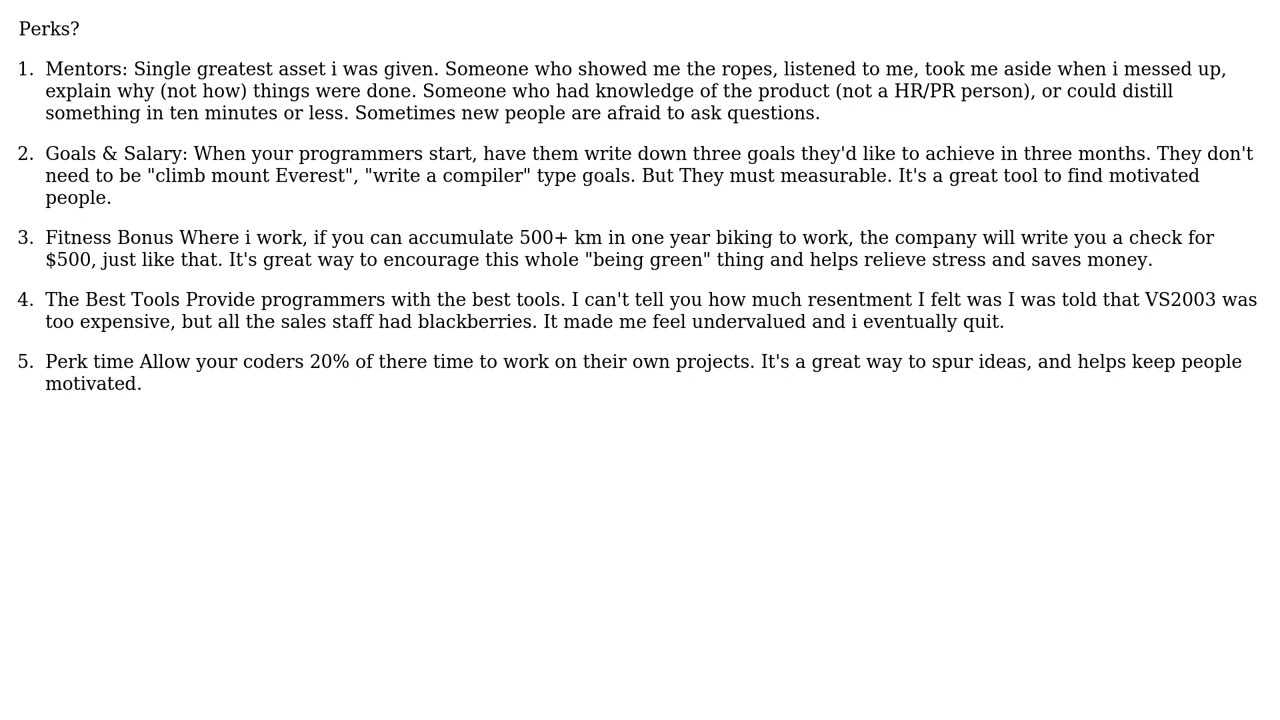 Perks?
1. Mentors: Single greatest asset i was given. Someone who showed me the ropes, listened to me, took me aside when i messed up,
explain why (not how) things were done. Someone who had knowledge of the product (not a HR/PR person), or could distill
something in ten minutes or less. Sometimes new people are afraid to ask questions.
2. Goals & Salary: When your programmers start, have them write down three goals they'd like to achieve in three months. They don't
need to be "climb mount Everest", "write a compiler" type goals. But They must measurable. It's a great tool to find motivated
people.
3. Fitness Bonus Where i work, if you can accumulate 500+ km in one year biking to work, the company will write you a check for
$500, just like that. It's great way to encourage this whole "being green" thing and helps relieve stress and saves money.
4. The Best Tools Provide programmers with the best tools. I can't tell you how much resentment I felt was I was told that VS2003 was
too expensive, but all the sales staff had blackberries. It made me feel undervalued and i eventually quit.
5. Perk time Allow your coders 20% of there time to work on their own projects. It's a great way to spur ideas, and helps keep people
motivated.